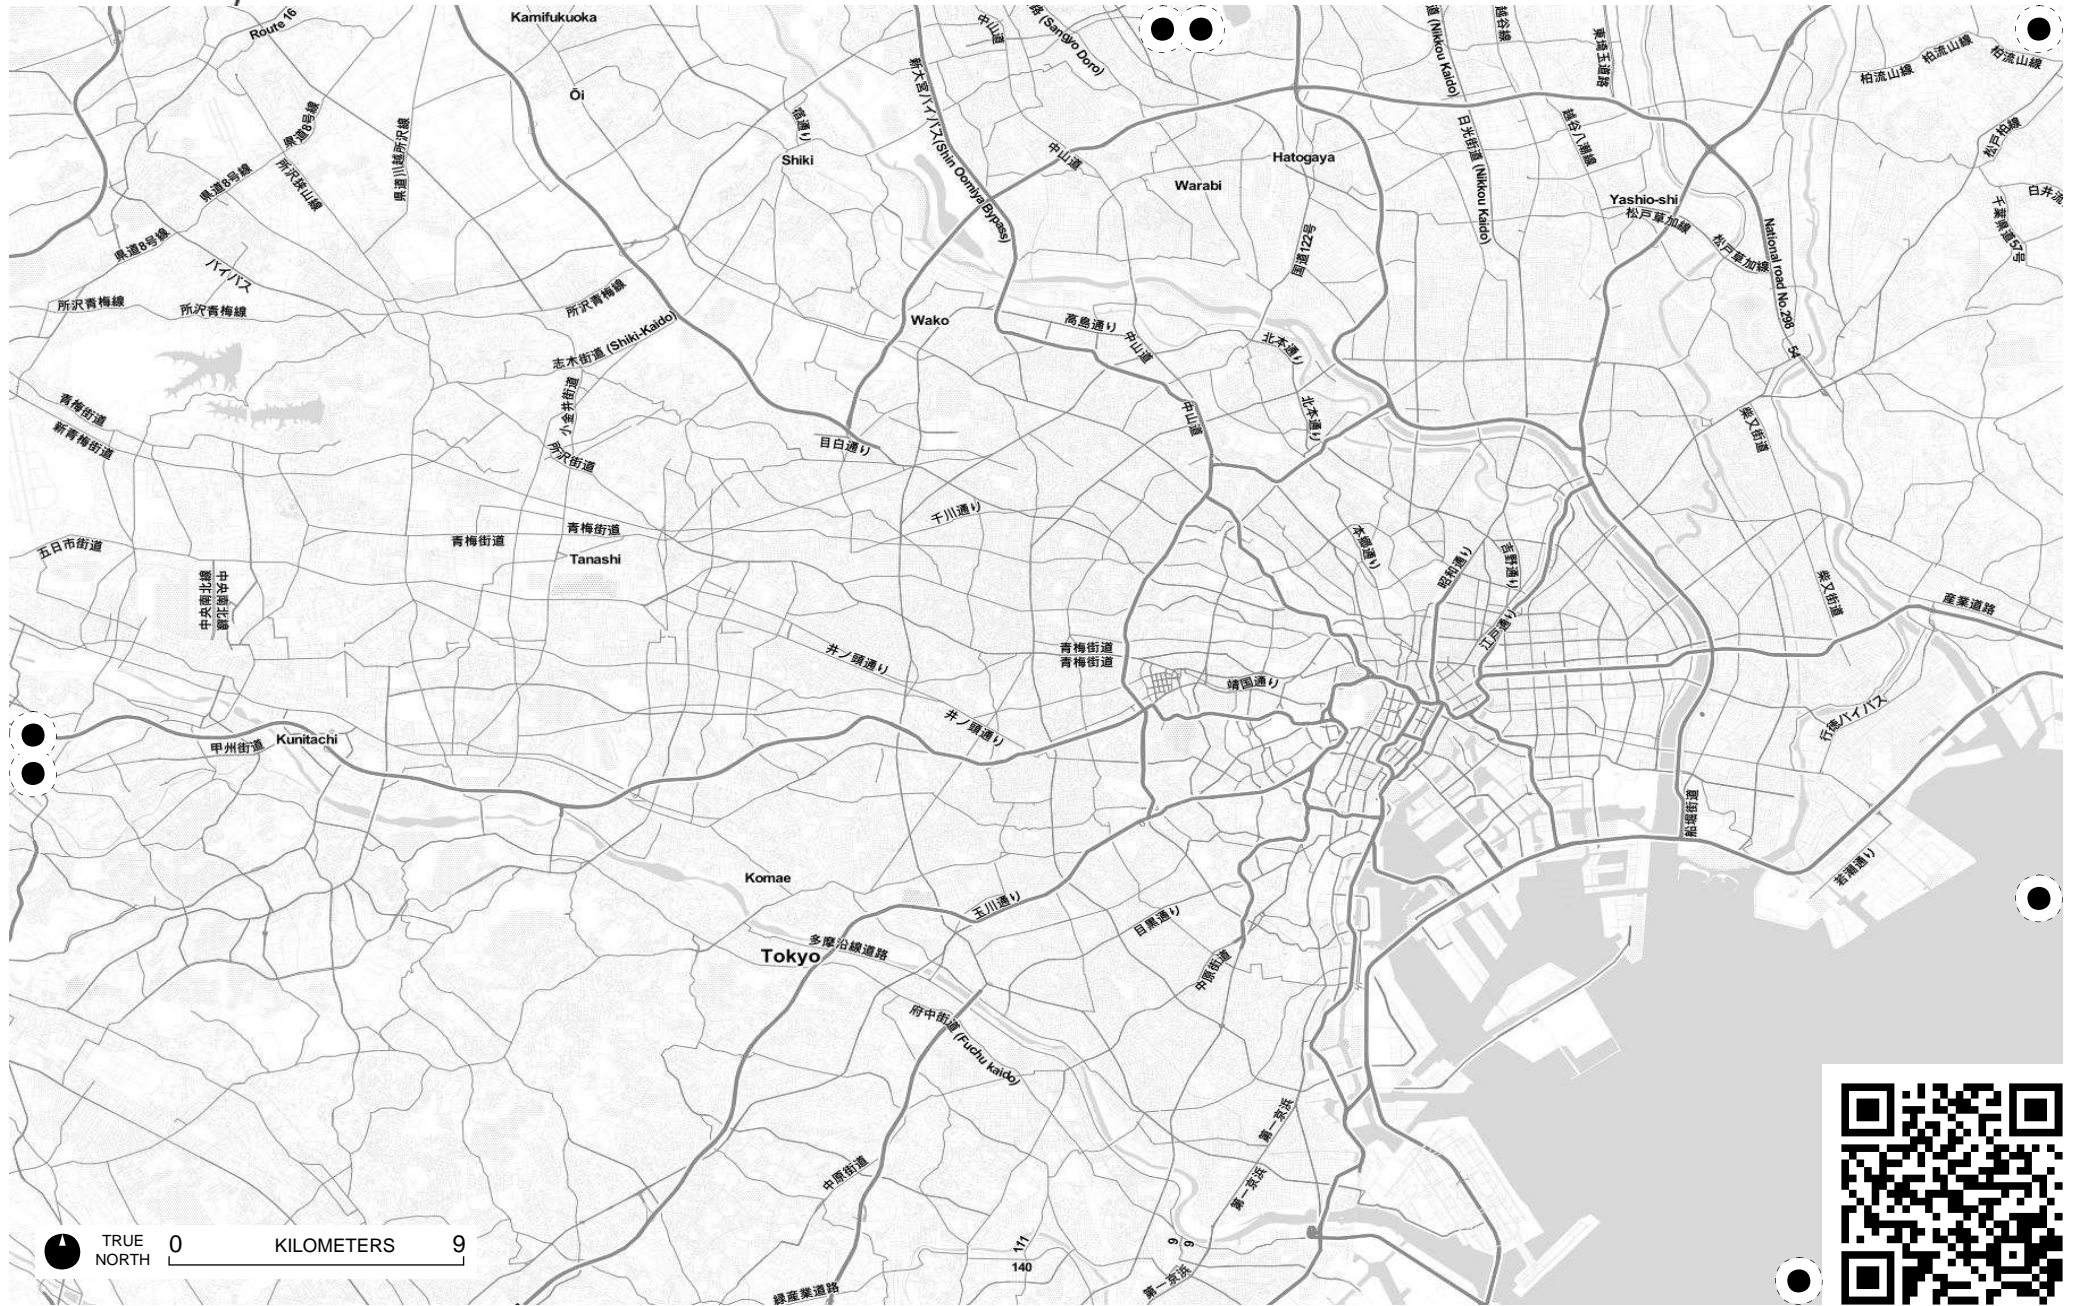 Route 16
Kamifukuoka
中山道
路 (Sangyo Doro)
道 (Nikkou Kaido)
越谷線
東埼玉道路
柏流山線
柏流山線
柏流山線
Ōi
新大宮バイパス(Shin Oomiya Bypass)
県道8号線
県道川越所沢線
宿通り
Shiki
中山道
Hatogaya
Warabi
日光街道 (Nikkou Kaido)
越谷八潮線
松戸柏線
Yashio-shi
松戸草加線
松戸草加線
白井流
千葉県道57号
県道8号線
所沢狭山線
県道8号線
バイパス
所沢青梅線
所沢青梅線
所沢青梅線
国道122号
National road No.298
54
Wako
高島通り
中山道
北本通り
志木街道 (Shiki-Kaido)
小金井街道
青梅街道
新青梅街道
所沢街道
目白通り
中山道
北本通り
柴又街道
千川通り
青梅街道
青梅街道
Tanashi
五日市街道
中央南北線
中央南北線
本郷通り
昭和通り
吉野通り
江戸通り
柴又街道
産業道路
青梅街道
青梅街道
井ノ頭通り
靖国通り
井ノ頭通り
行徳バイパス
甲州街道
Kunitachi
船堀街道
若潮通り
Komae
玉川通り
目黒通り
Tokyo
多摩沿線道路
中原街道
府中街道 (Fuchu kaido)
第一京浜
中原街道
第一京浜
TRUE
NORTH
0
KILOMETERS
9
111
140
9
9
第一京浜
緑産業道路